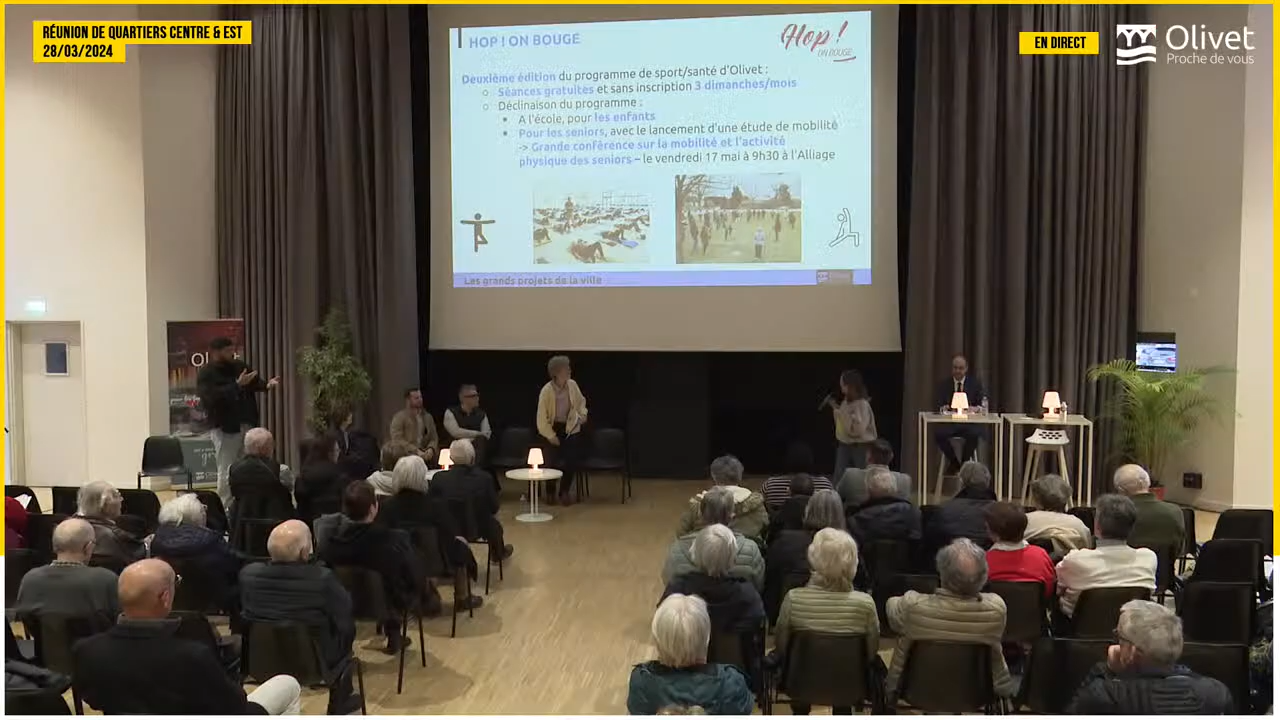 RÉUNION DE QUARTIERS CENTRE & EST
28/03/2024
EN DIRECT
Olivet
Proche de vous
HOP ! ON BOUGE
Hop !
ON BOUGE
Deuxième édition du programme de sport/santé d'Olivet :
Séances gratuites et sans inscription 3 dimanches/mois
Déclinaison du programme :
A l'école, pour les enfants
Pour les seniors, avec le lancement d'une étude de mobilité
-> Grande conférence sur la mobilité et l'activité
physique des seniors – le vendredi 17 mai à 9h30 à l'Alliage
Les grands projets de la ville
Olivet